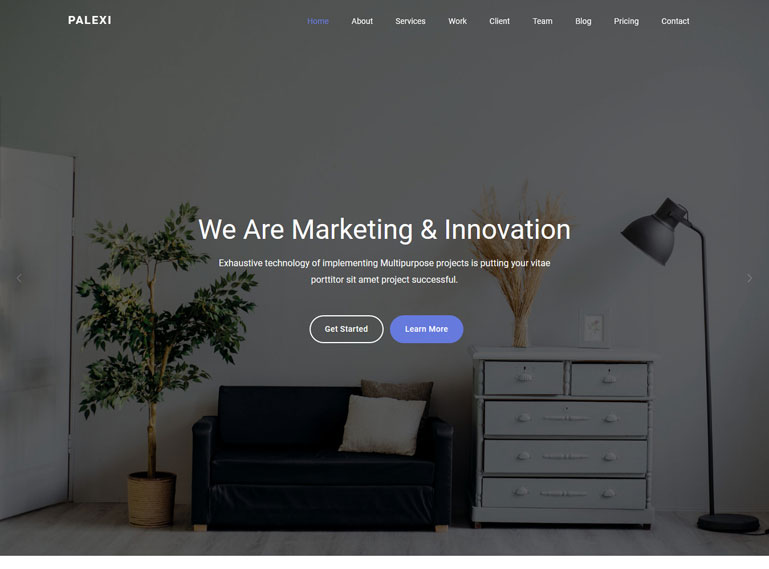 PALEXI
Home About Services Work Client Team Blog Pricing Contact
We Are Marketing & Innovation
Exhaustive technology of implementing Multipurpose projects is putting your vitae
porttitor sit amet project successful.
Get Started Learn More